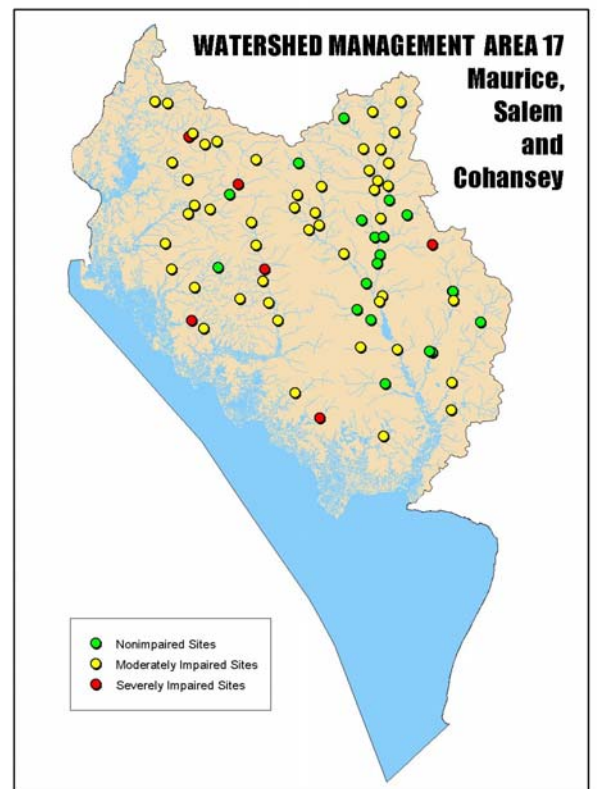 WATERSHED MANAGEMENT AREA 17
Maurice,
Salem
and
Cohansey
Nonimpaired Sites
Moderately Impaired Sites
Severely Impaired Sites